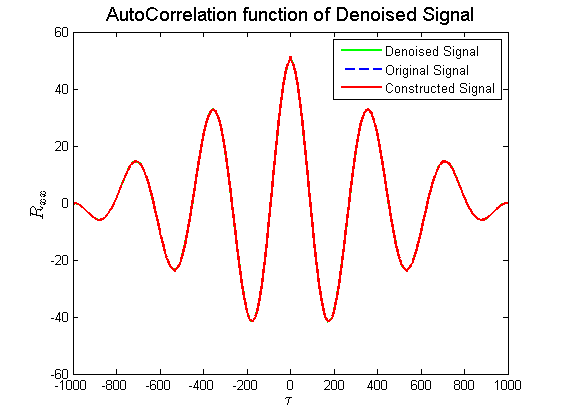 AutoCorrelation function of Denoised Signal
60
40
20
0
-20
-40
-60
R_xx
Denoised Signal
Original Signal
Constructed Signal
-1000 -800 -600 -400 -200 0 200 400 600 800 1000
τ